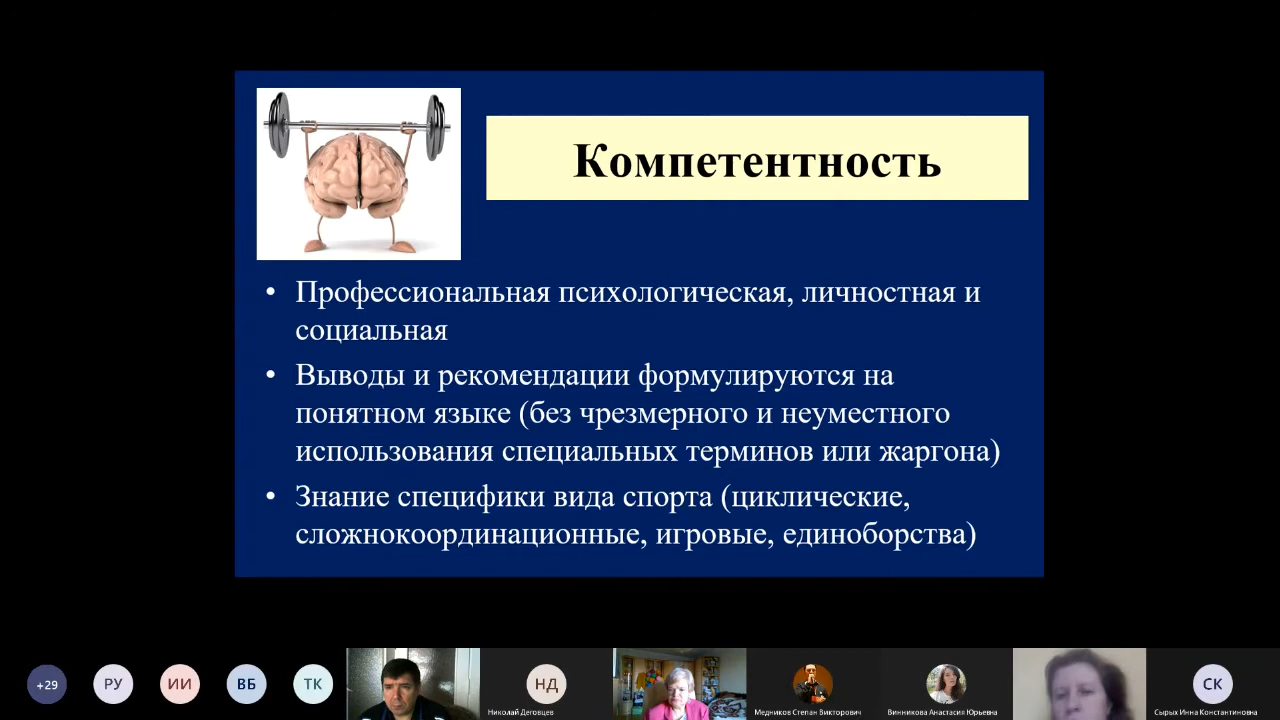 Компетентность
• Профессиональная психологическая, личностная и
социальная
• Выводы и рекомендации формулируются на
понятном языке (без чрезмерного и неуместного
использования специальных терминов или жаргона)
• Знание специфики вида спорта (циклические,
сложнокоординационные, игровые, единоборства)
+29
РУ
ИИ
ВБ
ТК
НД
СК
Николай Деговцев
Медников Степан Викторович
Винникова Анастасия Юрьевна
Сырых Инна Константиновна